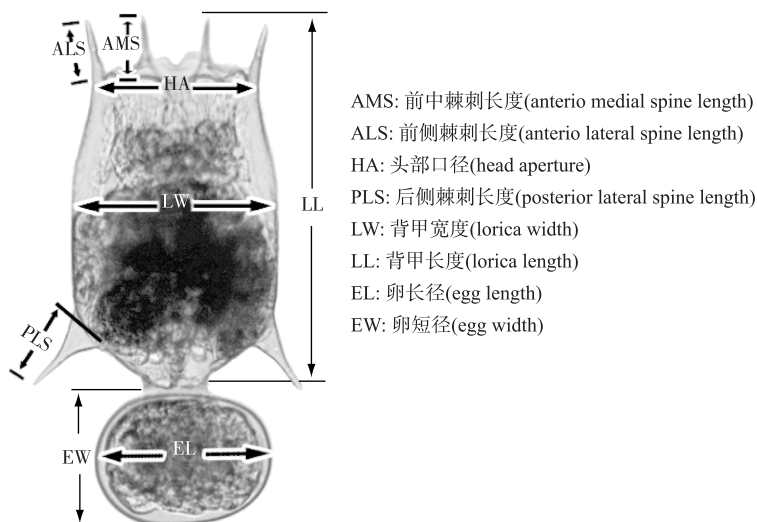 ALS
AMS
HA
LW
LL
PLS
EW
EL
AMS: 前中棘刺长度(anterio medial spine length)
ALS: 前侧棘刺长度(anterio lateral spine length)
HA: 头部口径(head aperture)
PLS: 后侧棘刺长度(posterior lateral spine length)
LW: 背甲宽度(lorica width)
LL: 背甲长度(lorica length)
EL: 卵长径(egg length)
EW: 卵短径(egg width)